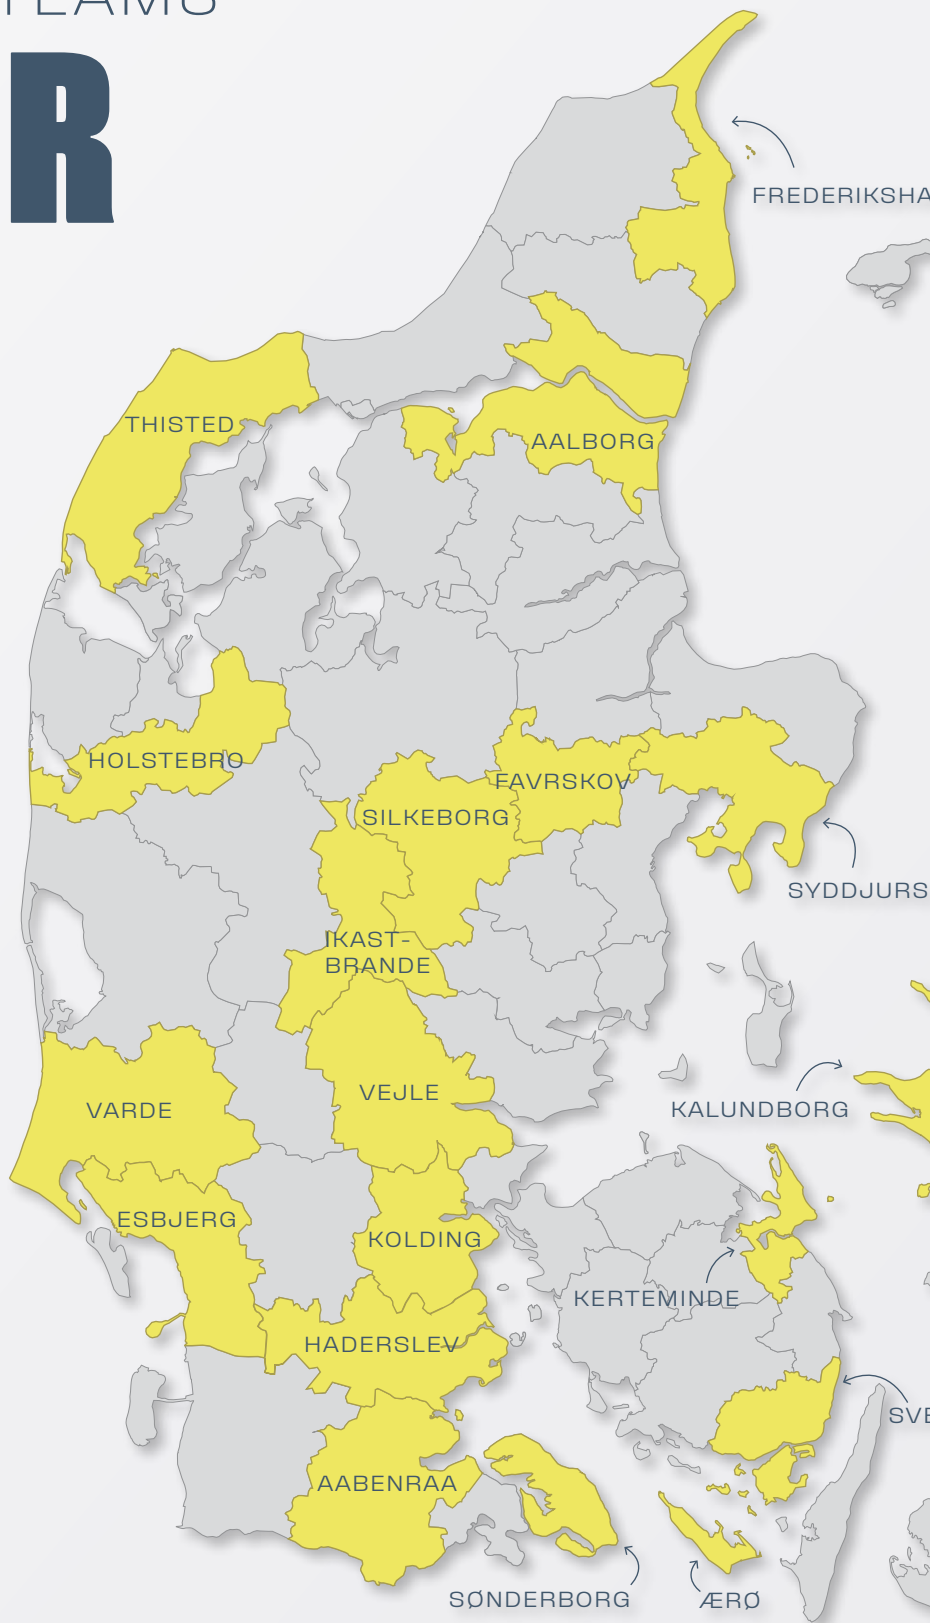 TEAMS
R
FREDERIKSHA
THISTED
AALBORG
HOLSTEBRO
FAVRSKOV
SILKEBORG
SYDDJURS
IKAST-
BRANDE
VEJLE
KALUNDBORG
VARDE
ESBJERG
KOLDING
KERTEMINDE
HADERSLEV
SVE
AABENRAA
SØNDERBORG
ÆRØ